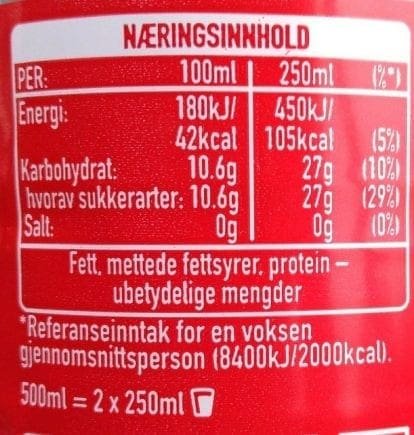 NÆRINGSINNHOLD
PER: 100ml 250ml (%*)
Energi: 180kJ/ 450kJ/
42kcal 105kcal (5%)
Karbohydrat: 10.6g 27g (10%)
hvorav sukkerarter: 10.6g 27g (29%)
Salt: 0g 0g (0%)
Fett, mettede fettsyrer, protein –
ubetydelige mengder
*Referanseinntak for en voksen
gjennomsnittsperson (8400kJ/2000kcal).
500ml = 2 x 250ml